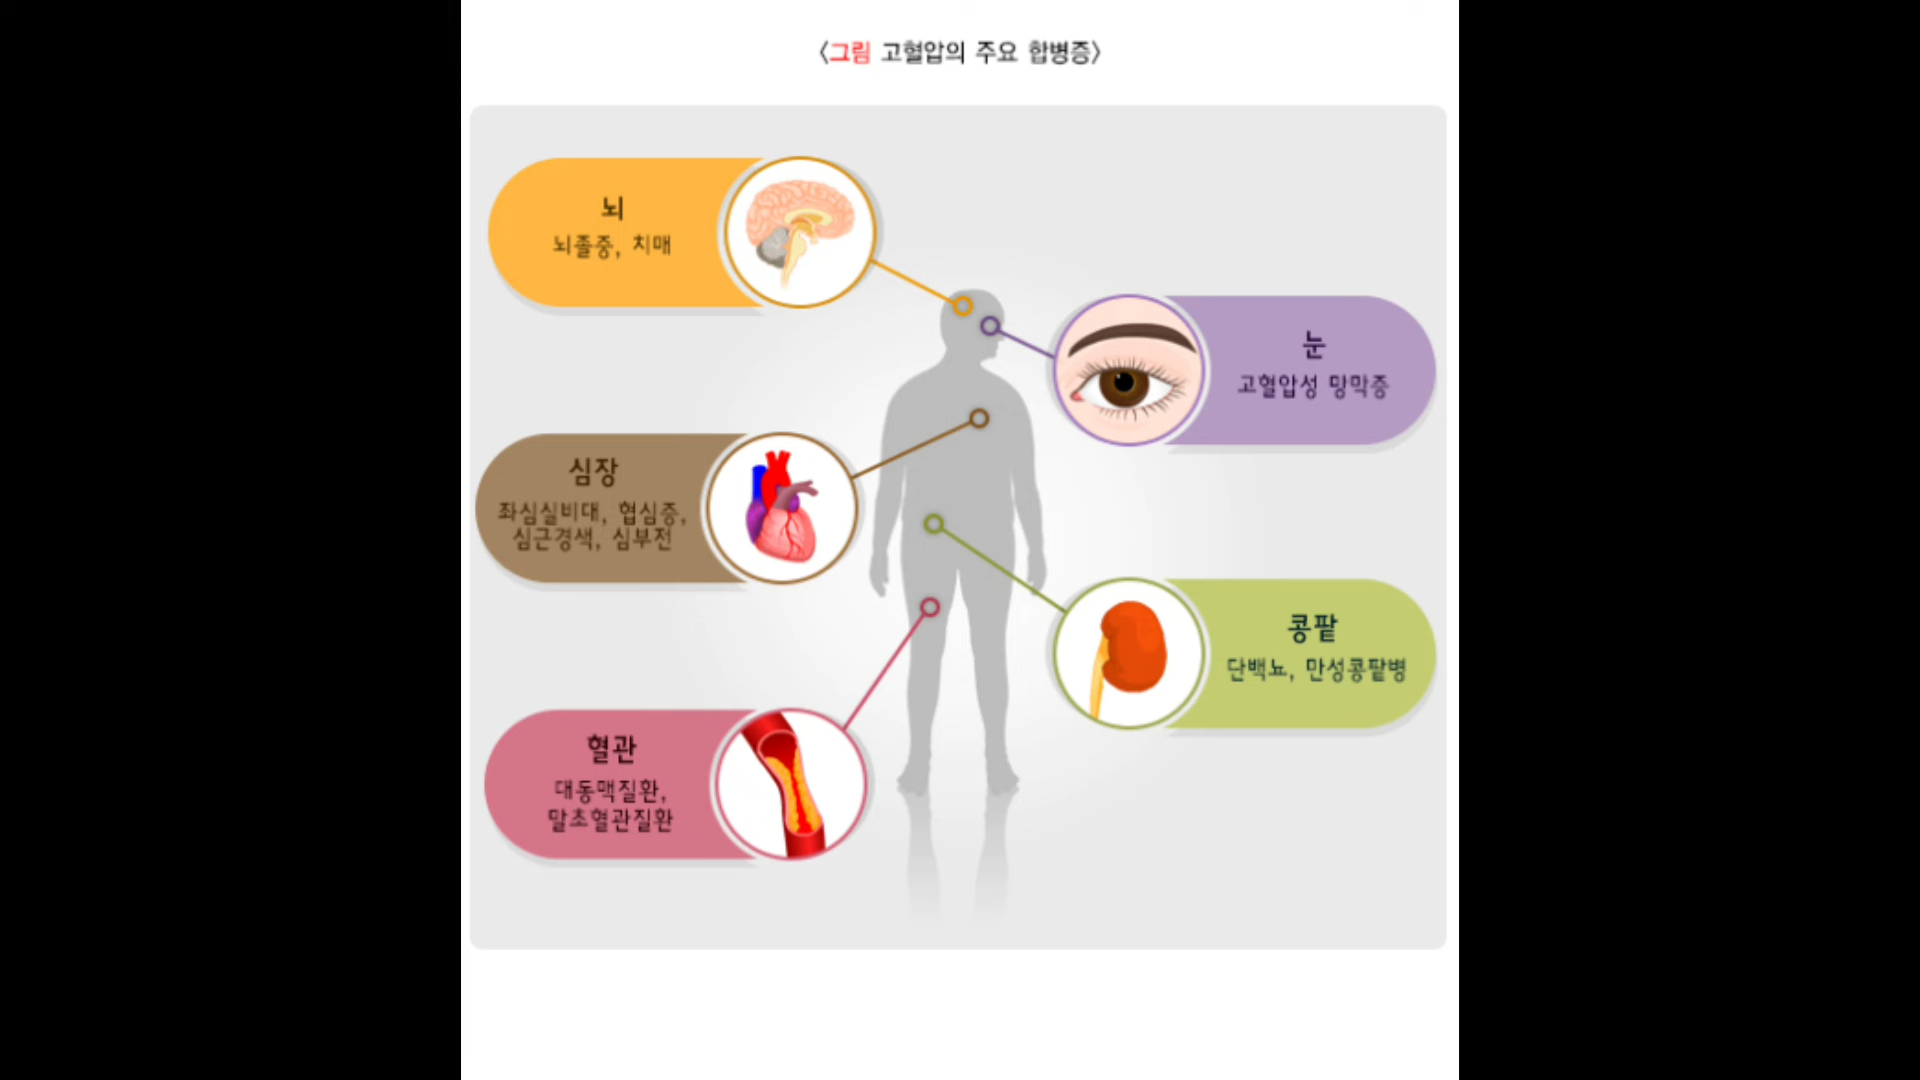 <그림 고혈압의 주요 합병증>
뇌
뇌졸중, 치매
눈
고혈압성 망막증
심장
좌심실비대, 협심증,
심근경색, 심부전
콩팥
단백뇨, 만성콩팥병
혈관
대동맥질환,
말초혈관질환